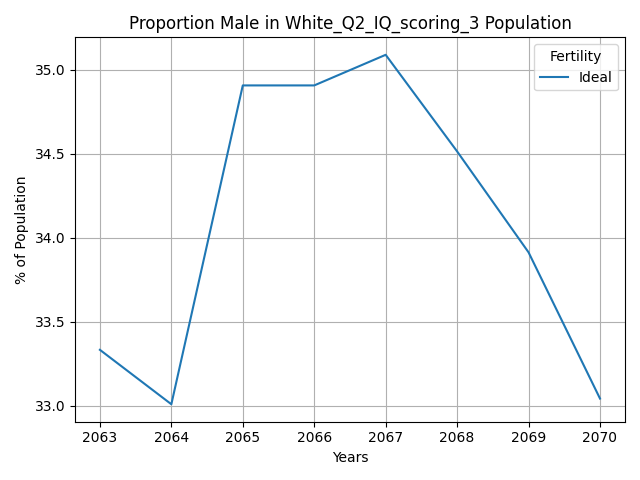 Proportion Male in White_Q2_IQ_scoring_3 Population
Fertility
Ideal
% of Population
35.0
34.5
34.0
33.5
33.0
2063 2064 2065 2066 2067 2068 2069 2070
Years